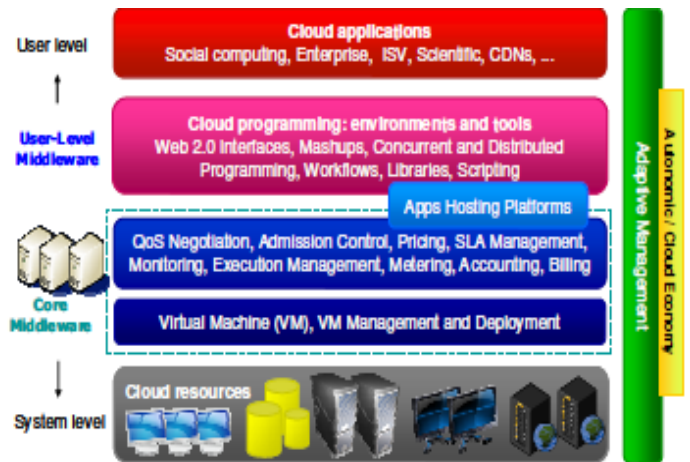 User level
Cloud applications
Social computing, Enterprise, ISV, Scientific, CDNs, ...
User-Level
Middleware
Cloud programming: environments and tools
Web 2.0 Interfaces, Mashups, Concurrent and Distributed
Programming, Workflows, Libraries, Scripting
Apps Hosting Platforms
QoS Negotiation, Admission Control, Pricing, SLA Management,
Monitoring, Execution Management, Metering, Accounting, Billing
Core
Middleware
Virtual Machine (VM), VM Management and Deployment
Cloud resources
System level
Adaptive Management
Autonomic / Cloud Economy